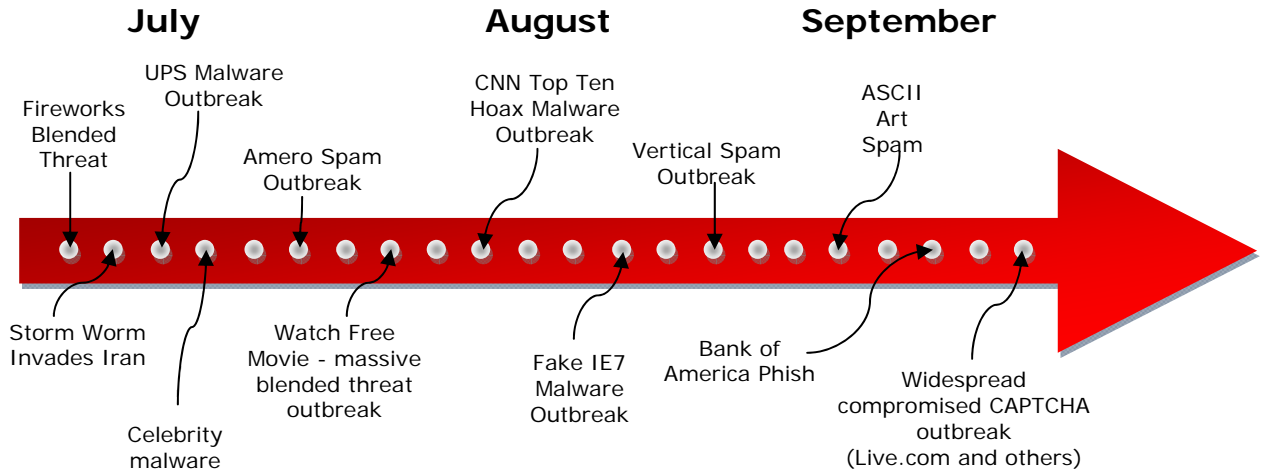 July
August
September
UPS Malware
Outbreak
Fireworks
Blended
Threat
Amero Spam
Outbreak
CNN Top Ten
Hoax Malware
Outbreak
Vertical Spam
Outbreak
ASCII
Art
Spam
Storm Worm
Invades Iran
Celebrity
malware
Watch Free
Movie - massive
blended threat
outbreak
Fake IE7
Malware
Outbreak
Bank of
America Phish
Widespread
compromised CAPTCHA
outbreak
(Live.com and others)